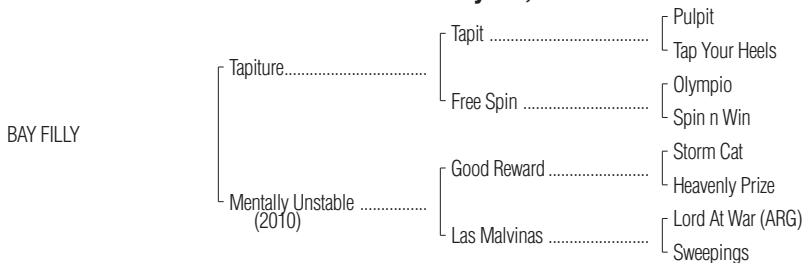 Pulpit
Tapit ......................................
Tap Your Heels
Tapiture..................................
Olympio
Free Spin ..............................
Spin n Win
BAY FILLY
Storm Cat
Good Reward ........................
Heavenly Prize
Mentally Unstable ................
(2010)
Lord At War (ARG)
Las Malvinas ........................
Sweepings